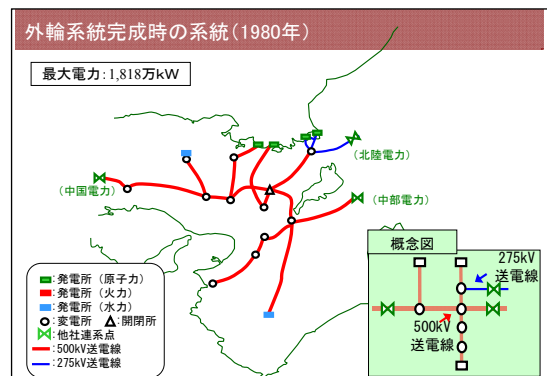 外輪系統完成時の系統(1980年)
最大電力:1,818万kW
(北陸電力)
(中国電力)
(中部電力)
:発電所(原子力)
:発電所(火力)
:発電所(水力)
:変電所 :開閉所
:他社連系点
:500kV送電線
:275kV送電線
概念図
275kV
送電線
500kV
送電線